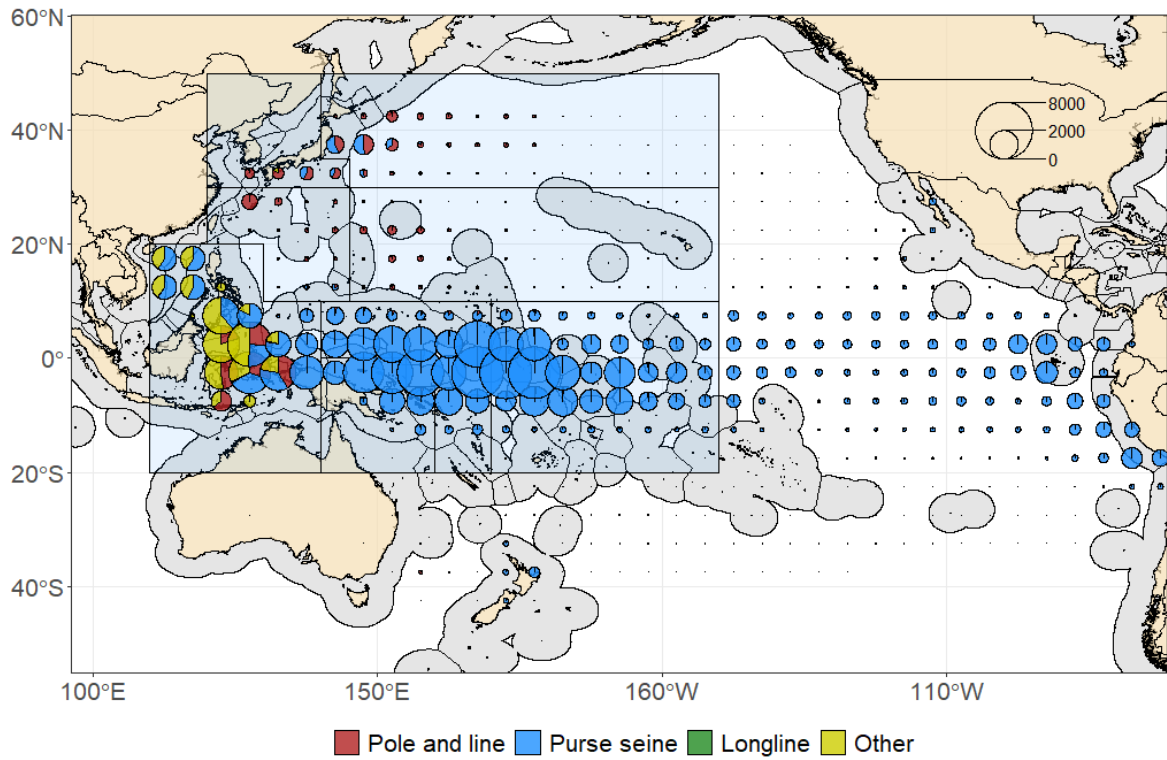 60°N
40°N
20°N
0°
20°S
40°S
8000
2000
0
100°E
150°E
160°W
110°W
Pole and line
Purse seine
Longline
Other